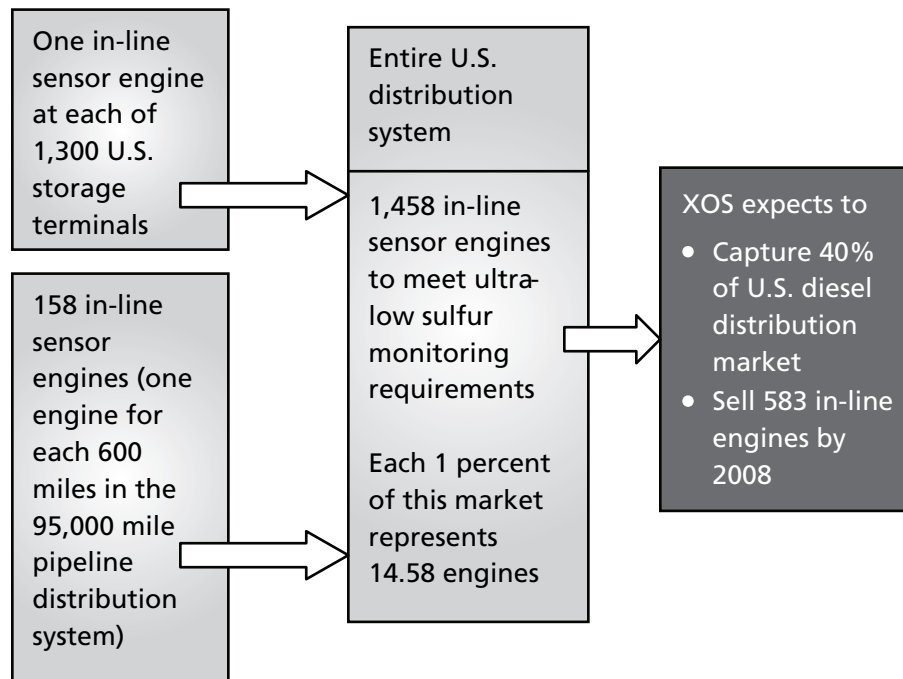 One in-line
sensor engine
at each of
1,300 U.S.
storage
terminals
158 in-line
sensor
engines (one
engine for
each 600
miles in the
95,000 mile
pipeline
distribution
system)
Entire U.S.
distribution
system
1,458 in-line
sensor engines
to meet ultra-
low sulfur
monitoring
requirements
Each 1 percent
of this market
represents
14.58 engines
XOS expects to
• Capture 40%
of U.S. diesel
distribution
market
• Sell 583 in-line
engines by
2008